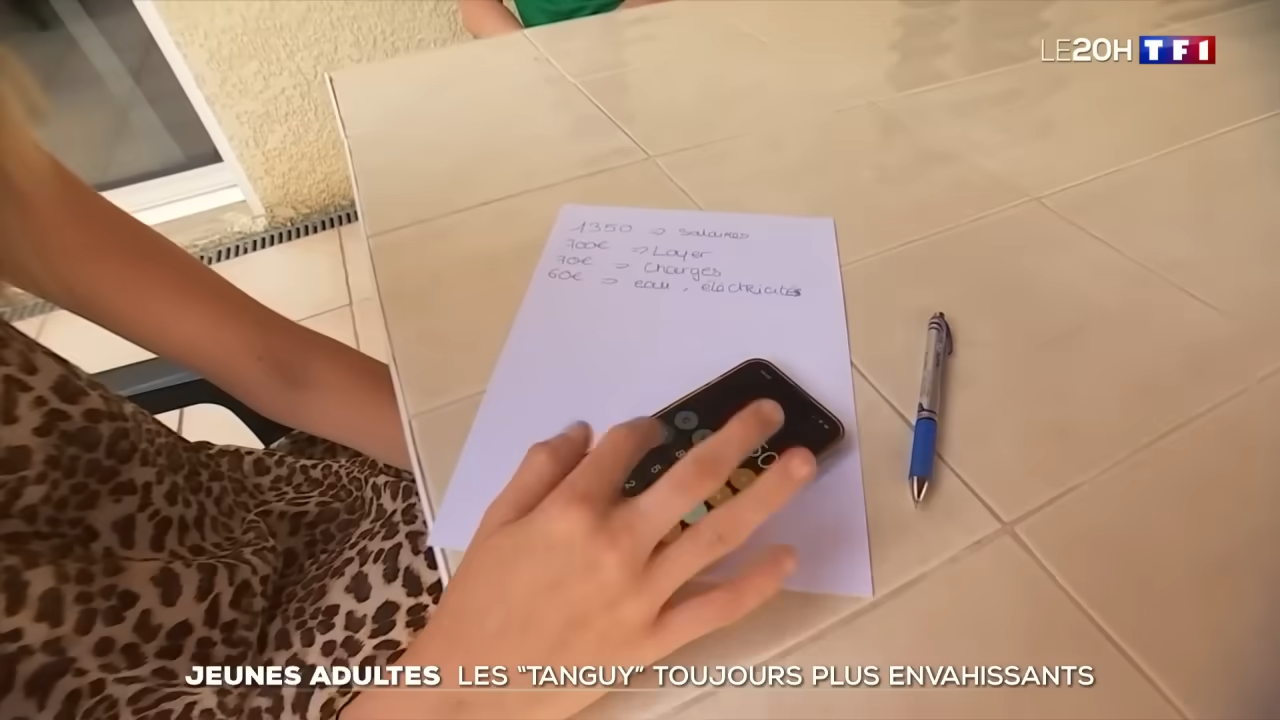 LE20H TF1
1350 => salaires
700€ => Loyer
70€ => Charges
60€ => eau, électricités
JEUNES ADULTES LES "TANGUY" TOUJOURS PLUS ENVAHISSANTS